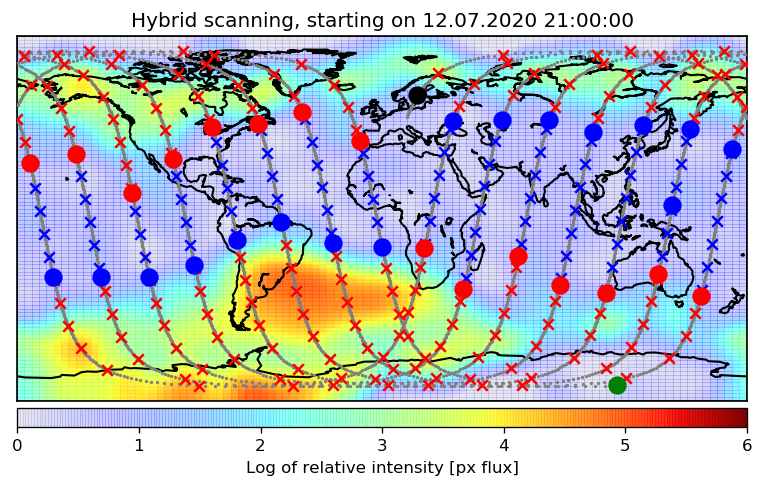 Hybrid scanning, starting on 12.07.2020 21:00:00
0 1 2 3 4 5 6
Log of relative intensity [px flux]